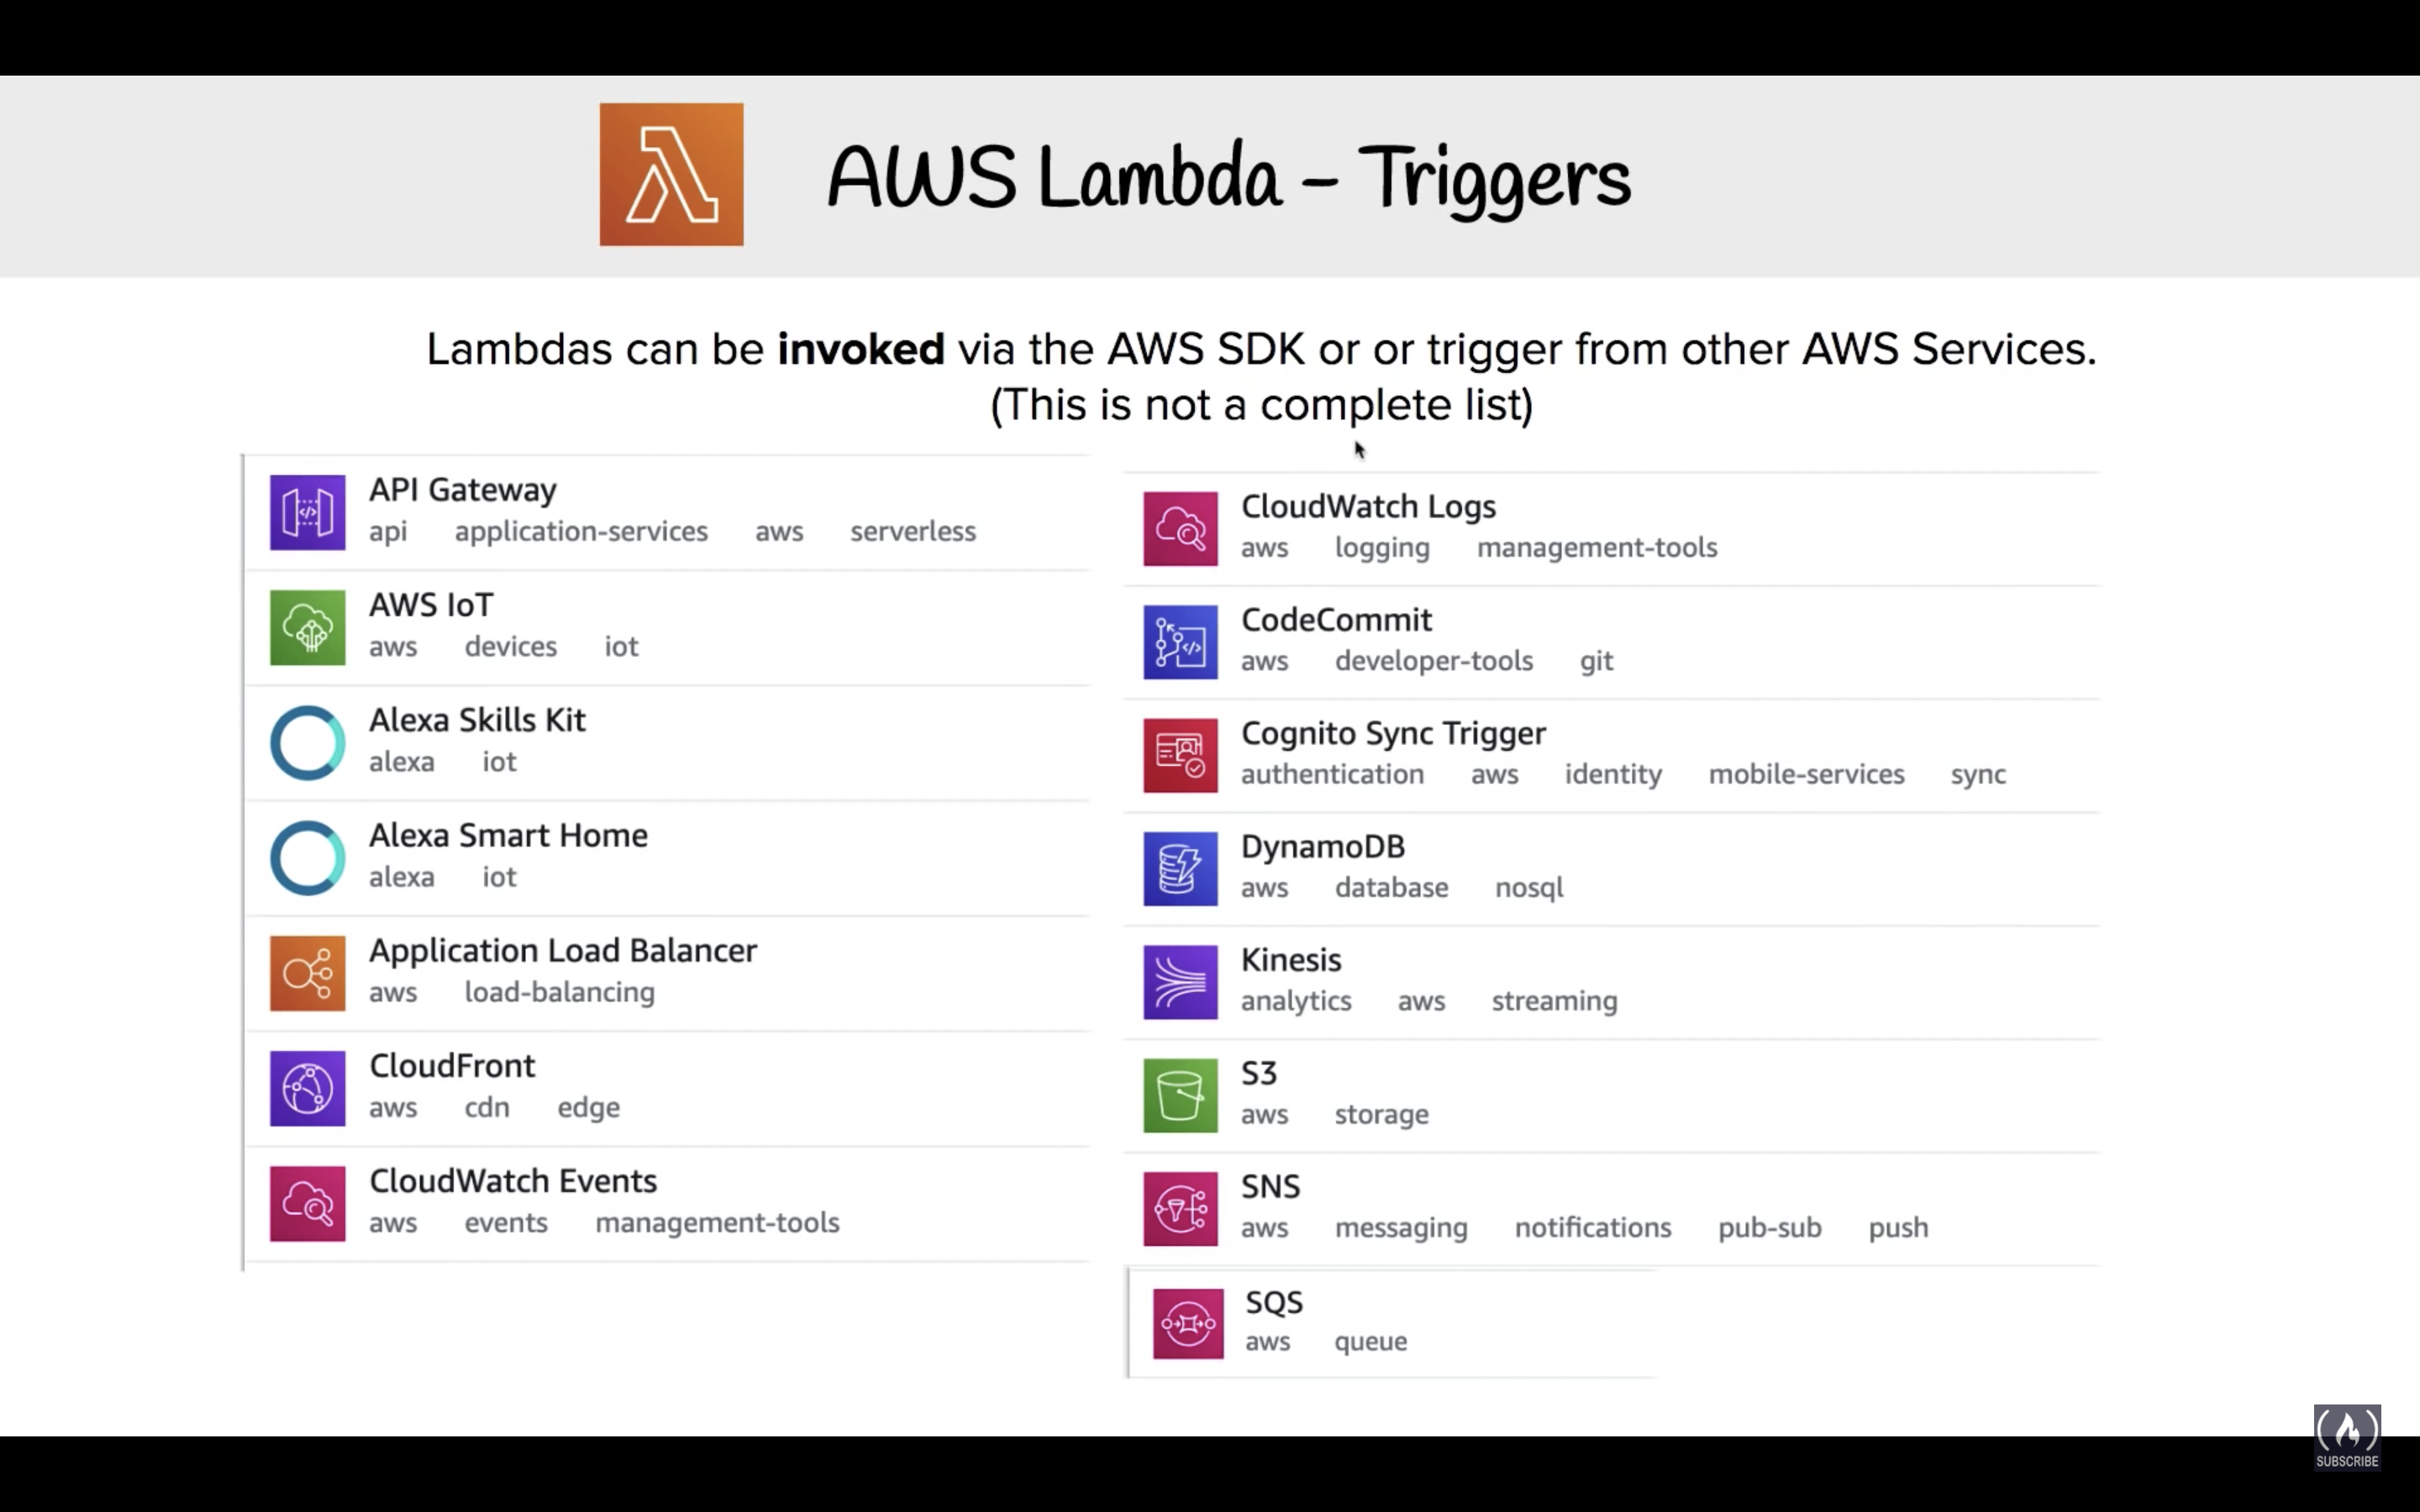 AWS Lambda – Triggers
Lambdas can be invoked via the AWS SDK or or trigger from other AWS Services.
(This is not a complete list)
API Gateway
api application-services aws serverless
AWS IoT
aws devices iot
Alexa Skills Kit
alexa iot
Alexa Smart Home
alexa iot
Application Load Balancer
aws load-balancing
CloudFront
aws cdn edge
CloudWatch Events
aws events management-tools
CloudWatch Logs
aws logging management-tools
CodeCommit
aws developer-tools git
Cognito Sync Trigger
authentication aws identity mobile-services sync
DynamoDB
aws database nosql
Kinesis
analytics aws streaming
S3
aws storage
SNS
aws messaging notifications pub-sub push
SQS
aws queue
SUBSCRIBE